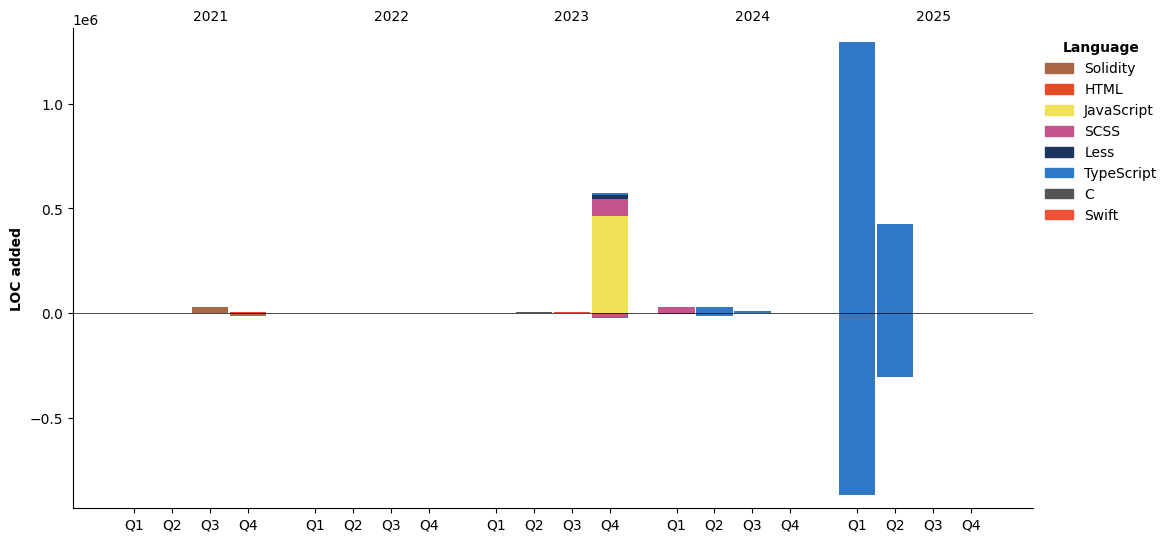 2021 2022 2023 2024 2025
1e6
Language
Solidity
HTML
JavaScript
SCSS
Less
TypeScript
C
Swift
LOC added
1.0
0.5
0.0
−0.5
Q1 Q2 Q3 Q4 Q1 Q2 Q3 Q4 Q1 Q2 Q3 Q4 Q1 Q2 Q3 Q4 Q1 Q2 Q3 Q4